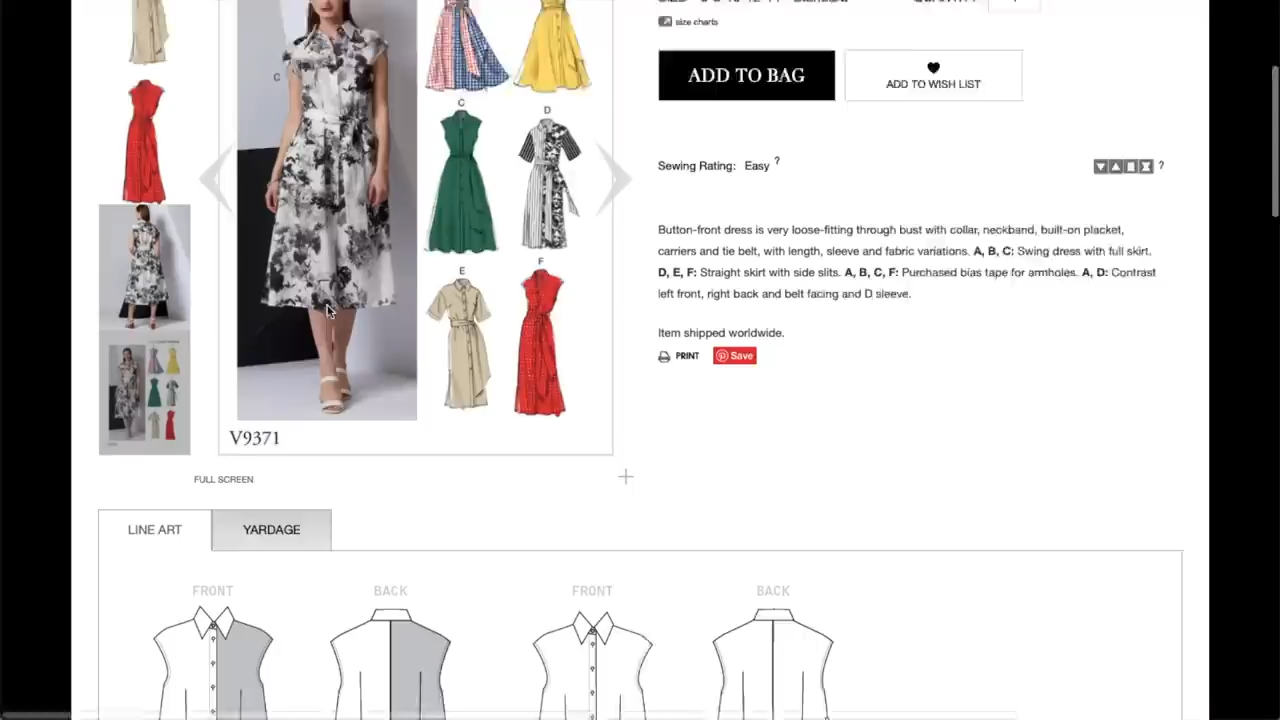 size charts
ADD TO BAG
ADD TO WISH LIST
C
C
D
E
F
Sewing Rating: Easy ?
?
Button-front dress is very loose-fitting through bust with collar, neckband, built-on placket,
carriers and tie belt, with length, sleeve and fabric variations. A, B, C: Swing dress with full skirt.
D, E, F: Straight skirt with side slits. A, B, C, F: Purchased bias tape for armholes. A, D: Contrast
left front, right back and belt facing and D sleeve.
Item shipped worldwide.
PRINT
Save
V9371
FULL SCREEN
LINE ART
YARDAGE
FRONT
BACK
FRONT
BACK